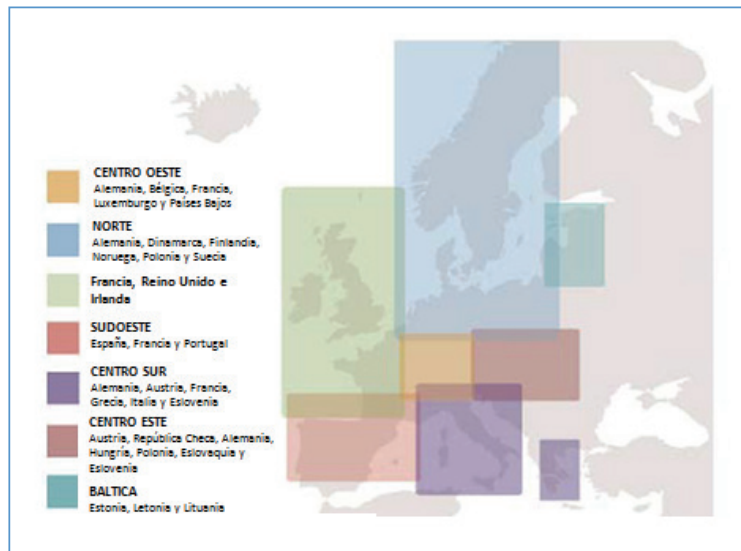 CENTRO OESTE
Alemania, Bélgica, Francia,
Luxemburgo y Países Bajos
NORTE
Alemania, Dinamarca, Finlandia,
Noruega, Polonia y Suecia
Francia, Reino Unido e
Irlanda
SUDOESTE
España, Francia y Portugal
CENTRO SUR
Alemania, Austria, Francia,
Grecia, Italia y Eslovenia
CENTRO ESTE
Austria, República Checa, Alemania,
Hungría, Polonia, Eslovaquia y
Eslovenia
BALTICA
Estonia, Letonia y Lituania